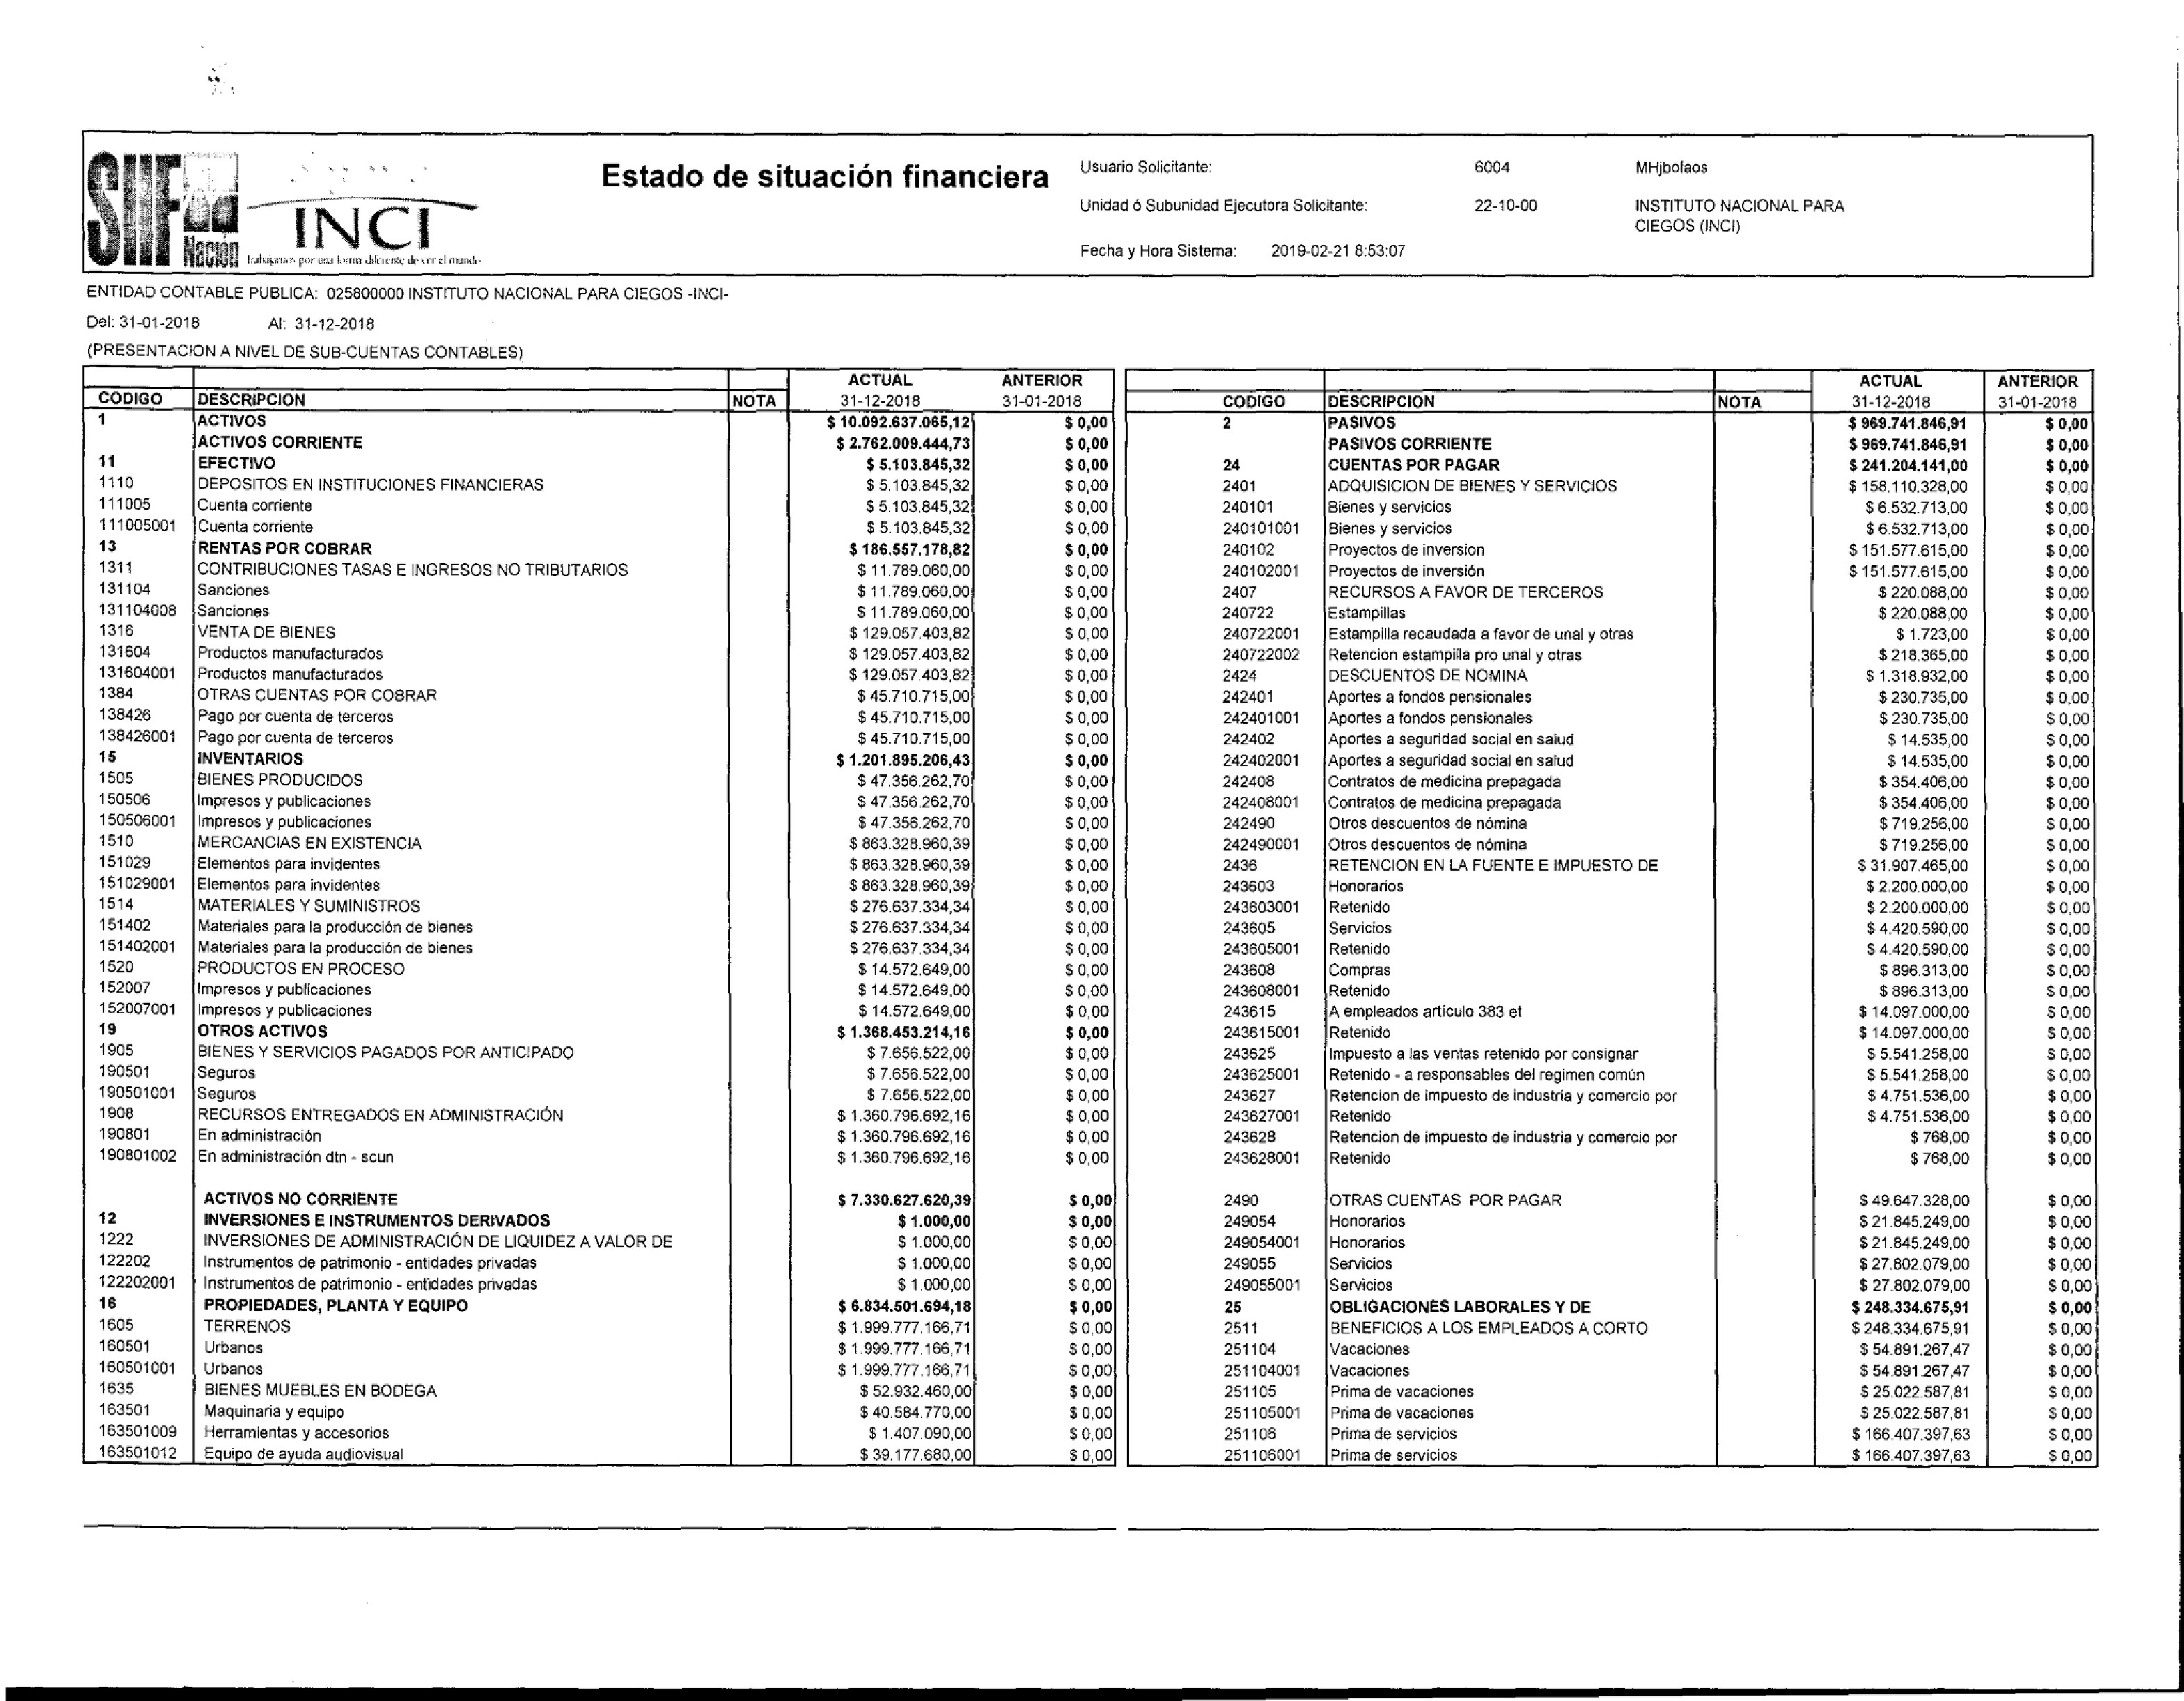 SIIF Nación
INCI
Trabajamos por una forma diferente de ver el mundo
Estado de situación financiera
Usuario Solicitante: 6004 MHjbolaos
Unidad ó Subunidad Ejecutora Solicitante: 22-10-00 INSTITUTO NACIONAL PARA
CIEGOS (INCI)
Fecha y Hora Sistema: 2019-02-21 8:53:07
ENTIDAD CONTABLE PUBLICA: 025800000 INSTITUTO NACIONAL PARA CIEGOS -INCI-
Del: 31-01-2018 Al: 31-12-2018
(PRESENTACION A NIVEL DE SUB-CUENTAS CONTABLES)
ACTUAL ANTERIOR
CODIGO DESCRIPCION NOTA 31-12-2018 31-01-2018
1 ACTIVOS $ 10.092.637.065,12 $ 0,00
ACTIVOS CORRIENTE $ 2.762.009.444,73 $ 0,00
11 EFECTIVO $ 5.103.845,32 $ 0,00
1110 DEPOSITOS EN INSTITUCIONES FINANCIERAS $ 5.103.845,32 $ 0,00
111005 Cuenta corriente $ 5.103.845,32 $ 0,00
111005001 Cuenta corriente $ 5.103.845,32 $ 0,00
13 RENTAS POR COBRAR $ 186.557.178,82 $ 0,00
1311 CONTRIBUCIONES TASAS E INGRESOS NO TRIBUTARIOS $ 11.789.060,00 $ 0,00
131104 Sanciones $ 11.789.060,00 $ 0,00
131104008 Sanciones $ 11.789.060,00 $ 0,00
1316 VENTA DE BIENES $ 129.057.403,82 $ 0,00
131604 Productos manufacturados $ 129.057.403,82 $ 0,00
131604001 Productos manufacturados $ 129.057.403,82 $ 0,00
1384 OTRAS CUENTAS POR COBRAR $ 45.710.715,00 $ 0,00
138426 Pago por cuenta de terceros $ 45.710.715,00 $ 0,00
138426001 Pago por cuenta de terceros $ 45.710.715,00 $ 0,00
15 INVENTARIOS $ 1.201.895.206,43 $ 0,00
1505 BIENES PRODUCIDOS $ 47.356.262,70 $ 0,00
150506 Impresos y publicaciones $ 47.356.262,70 $ 0,00
150506001 Impresos y publicaciones $ 47.356.262,70 $ 0,00
1510 MERCANCIAS EN EXISTENCIA $ 863.328.960,39 $ 0,00
151029 Elementos para invidentes $ 863.328.960,39 $ 0,00
151029001 Elementos para invidentes $ 863.328.960,39 $ 0,00
1514 MATERIALES Y SUMINISTROS $ 276.637.334,34 $ 0,00
151402 Materiales para la producción de bienes $ 276.637.334,34 $ 0,00
151402001 Materiales para la producción de bienes $ 276.637.334,34 $ 0,00
1520 PRODUCTOS EN PROCESO $ 14.572.649,00 $ 0,00
152007 Impresos y publicaciones $ 14.572.649,00 $ 0,00
152007001 Impresos y publicaciones $ 14.572.649,00 $ 0,00
19 OTROS ACTIVOS $ 1.368.453.214,16 $ 0,00
1905 BIENES Y SERVICIOS PAGADOS POR ANTICIPADO $ 7.656.522,00 $ 0,00
190501 Seguros $ 7.656.522,00 $ 0,00
190501001 Seguros $ 7.656.522,00 $ 0,00
1908 RECURSOS ENTREGADOS EN ADMINISTRACIÓN $ 1.360.796.692,16 $ 0,00
190801 En administración $ 1.360.796.692,16 $ 0,00
190801002 En administración dtn - scun $ 1.360.796.692,16 $ 0,00
ACTIVOS NO CORRIENTE $ 7.330.627.620,39 $ 0,00
12 INVERSIONES E INSTRUMENTOS DERIVADOS $ 1.000,00 $ 0,00
1222 INVERSIONES DE ADMINISTRACIÓN DE LIQUIDEZ A VALOR DE $ 1.000,00 $ 0,00
122202 Instrumentos de patrimonio - entidades privadas $ 1.000,00 $ 0,00
122202001 Instrumentos de patrimonio - entidades privadas $ 1.000,00 $ 0,00
16 PROPIEDADES, PLANTA Y EQUIPO $ 6.834.501.694,18 $ 0,00
1605 TERRENOS $ 1.999.777.166,71 $ 0,00
160501 Urbanos $ 1.999.777.166,71 $ 0,00
160501001 Urbanos $ 1.999.777.166,71 $ 0,00
1635 BIENES MUEBLES EN BODEGA $ 52.932.460,00 $ 0,00
163501 Maquinaria y equipo $ 40.584.770,00 $ 0,00
163501009 Herramientas y accesorios $ 1.407.090,00 $ 0,00
163501012 Equipo de ayuda audiovisual $ 39.177.680,00 $ 0,00
ACTUAL ANTERIOR
CODIGO DESCRIPCION NOTA 31-12-2018 31-01-2018
2 PASIVOS $ 969.741.846,91 $ 0,00
PASIVOS CORRIENTE $ 969.741.846,91 $ 0,00
24 CUENTAS POR PAGAR $ 241.204.141,00 $ 0,00
2401 ADQUISICION DE BIENES Y SERVICIOS $ 158.110.328,00 $ 0,00
240101 Bienes y servicios $ 6.532.713,00 $ 0,00
240101001 Bienes y servicios $ 6.532.713,00 $ 0,00
240102 Proyectos de inversion $ 151.577.615,00 $ 0,00
240102001 Proyectos de inversión $ 151.577.615,00 $ 0,00
2407 RECURSOS A FAVOR DE TERCEROS $ 220.088,00 $ 0,00
240722 Estampillas $ 220.088,00 $ 0,00
240722001 Estampilla recaudada a favor de unal y otras $ 1.723,00 $ 0,00
240722002 Retencion estampilla pro unal y otras $ 218.365,00 $ 0,00
2424 DESCUENTOS DE NOMINA $ 1.318.932,00 $ 0,00
242401 Aportes a fondos pensionales $ 230.735,00 $ 0,00
242401001 Aportes a fondos pensionales $ 230.735,00 $ 0,00
242402 Aportes a seguridad social en salud $ 14.535,00 $ 0,00
242402001 Aportes a seguridad social en salud $ 14.535,00 $ 0,00
242408 Contratos de medicina prepagada $ 354.406,00 $ 0,00
242408001 Contratos de medicina prepagada $ 354.406,00 $ 0,00
242490 Otros descuentos de nómina $ 719.256,00 $ 0,00
242490001 Otros descuentos de nómina $ 719.256,00 $ 0,00
2436 RETENCION EN LA FUENTE E IMPUESTO DE $ 31.907.465,00 $ 0,00
243603 Honorarios $ 2.200.000,00 $ 0,00
243603001 Retenido $ 2.200.000,00 $ 0,00
243605 Servicios $ 4.420.590,00 $ 0,00
243605001 Retenido $ 4.420.590,00 $ 0,00
243608 Compras $ 896.313,00 $ 0,00
243608001 Retenido $ 896.313,00 $ 0,00
243615 A empleados artículo 383 et $ 14.097.000,00 $ 0,00
243615001 Retenido $ 14.097.000,00 $ 0,00
243625 Impuesto a las ventas retenido por consignar $ 5.541.258,00 $ 0,00
243625001 Retenido - a responsables del regimen común $ 5.541.258,00 $ 0,00
243627 Retencion de impuesto de industria y comercio por $ 4.751.536,00 $ 0,00
243627001 Retenido $ 4.751.536,00 $ 0,00
243628 Retencion de impuesto de industria y comercio por $ 768,00 $ 0,00
243628001 Retenido $ 768,00 $ 0,00
2490 OTRAS CUENTAS POR PAGAR $ 49.647.328,00 $ 0,00
249054 Honorarios $ 21.845.249,00 $ 0,00
249054001 Honorarios $ 21.845.249,00 $ 0,00
249055 Servicios $ 27.802.079,00 $ 0,00
249055001 Servicios $ 27.802.079,00 $ 0,00
25 OBLIGACIONES LABORALES Y DE $ 248.334.675,91 $ 0,00
2511 BENEFICIOS A LOS EMPLEADOS A CORTO $ 248.334.675,91 $ 0,00
251104 Vacaciones $ 54.891.267,47 $ 0,00
251104001 Vacaciones $ 54.891.267,47 $ 0,00
251105 Prima de vacaciones $ 25.022.587,81 $ 0,00
251105001 Prima de vacaciones $ 25.022.587,81 $ 0,00
251106 Prima de servicios $ 166.407.397,63 $ 0,00
251106001 Prima de servicios $ 166.407.397,63 $ 0,00